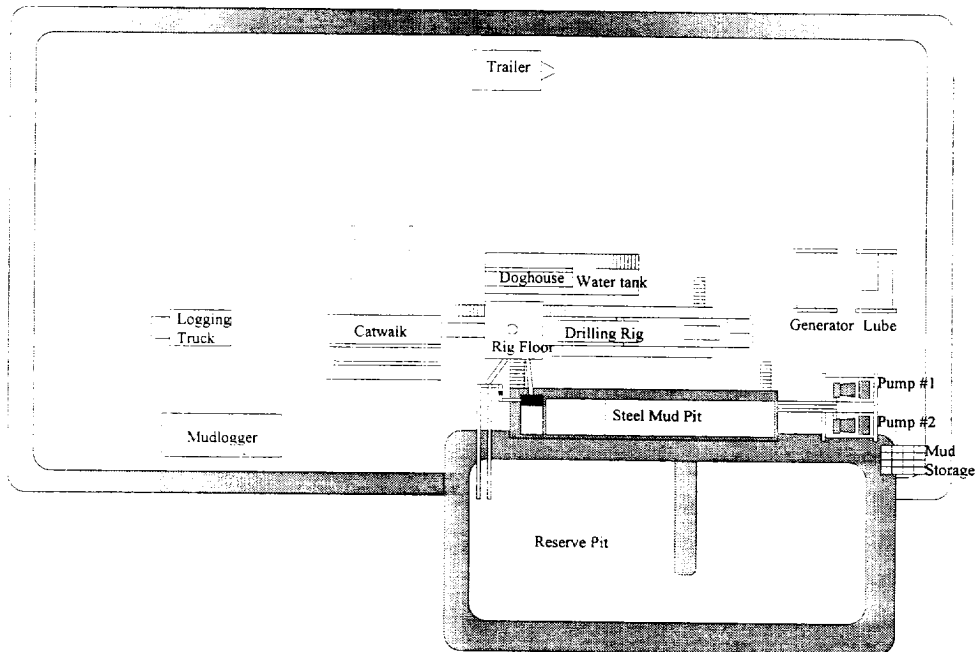 Trailer
Doghouse
Water tank
Logging
Truck
Catwalk
Rig Floor
Drilling Rig
Generator
Lube
Pump #1
Steel Mud Pit
Pump #2
Mudlogger
Mud
Storage
Reserve Pit